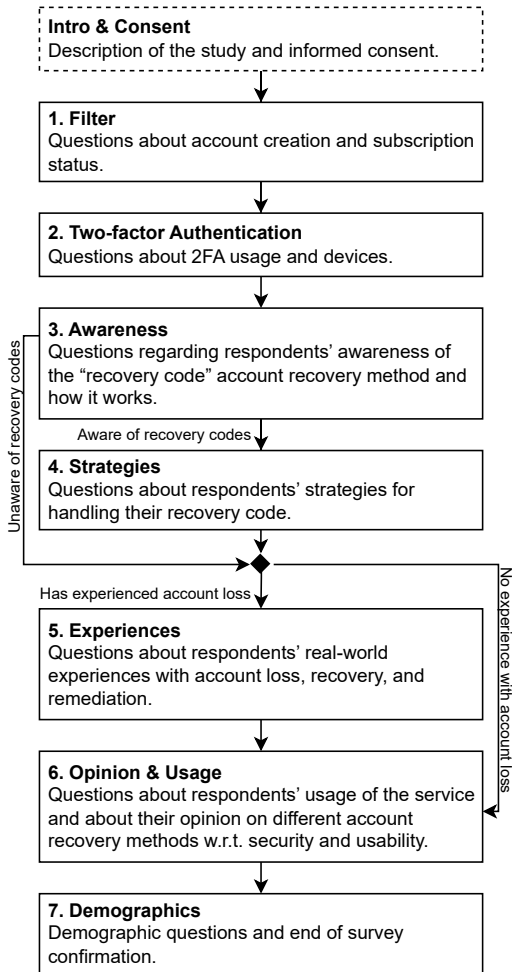 Intro & Consent
Description of the study and informed consent.
1. Filter
Questions about account creation and subscription
status.
2. Two-factor Authentication
Questions about 2FA usage and devices.
3. Awareness
Questions regarding respondents’ awareness of
the “recovery code” account recovery method and
how it works.
Unaware of recovery codes
Aware of recovery codes
4. Strategies
Questions about respondents’ strategies for
handling their recovery code.
Has experienced account loss
No experience with account loss
5. Experiences
Questions about respondents’ real-world
experiences with account loss, recovery, and
remediation.
6. Opinion & Usage
Questions about respondents’ usage of the service
and about their opinion on different account
recovery methods w.r.t. security and usability.
7. Demographics
Demographic questions and end of survey
confirmation.